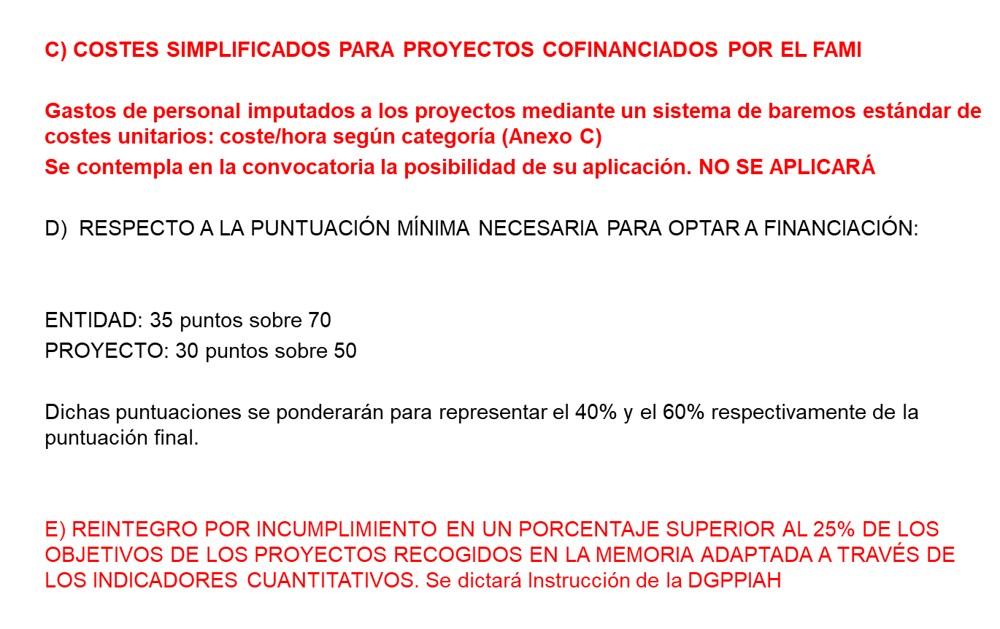 C) COSTES SIMPLIFICADOS PARA PROYECTOS COFINANCIADOS POR EL FAMI
Gastos de personal imputados a los proyectos mediante un sistema de baremos estándar de
costes unitarios: coste/hora según categoría (Anexo C)
Se contempla en la convocatoria la posibilidad de su aplicación. NO SE APLICARÁ
D) RESPECTO A LA PUNTUACIÓN MÍNIMA NECESARIA PARA OPTAR A FINANCIACIÓN:
ENTIDAD: 35 puntos sobre 70
PROYECTO: 30 puntos sobre 50
Dichas puntuaciones se ponderarán para representar el 40% y el 60% respectivamente de la
puntuación final.
E) REINTEGRO POR INCUMPLIMIENTO EN UN PORCENTAJE SUPERIOR AL 25% DE LOS
OBJETIVOS DE LOS PROYECTOS RECOGIDOS EN LA MEMORIA ADAPTADA A TRAVÉS DE
LOS INDICADORES CUANTITATIVOS. Se dictará Instrucción de la DGPPIAH